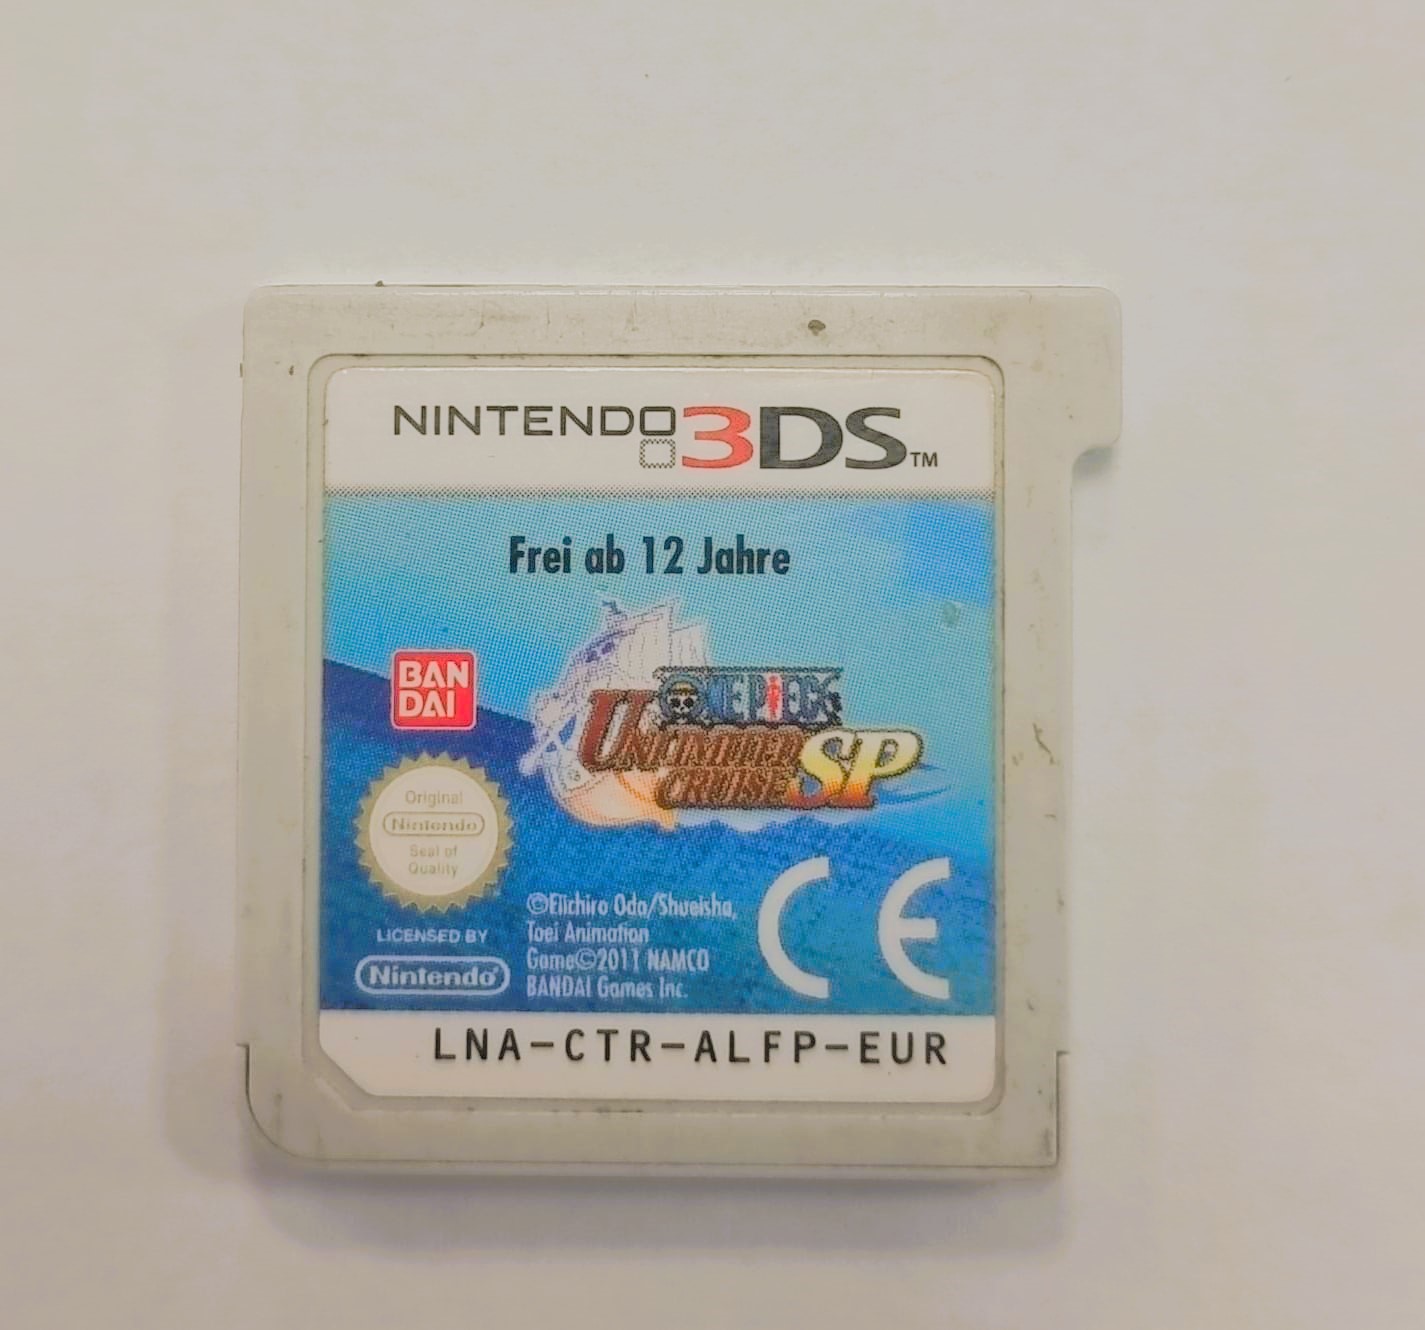 NINTENDO 3DS™
Frei ab 12 Jahre
BAN
DAI
ONE PIECE
UNLIMITED
CRUISE SP
Original
Nintendo
Seal of
Quality
LICENSED BY
Nintendo®
©Eiichiro Oda/Shueisha,
Toei Animation
Game©2011 NAMCO
BANDAI Games Inc.
CE
LNA-CTR-ALFP-EUR